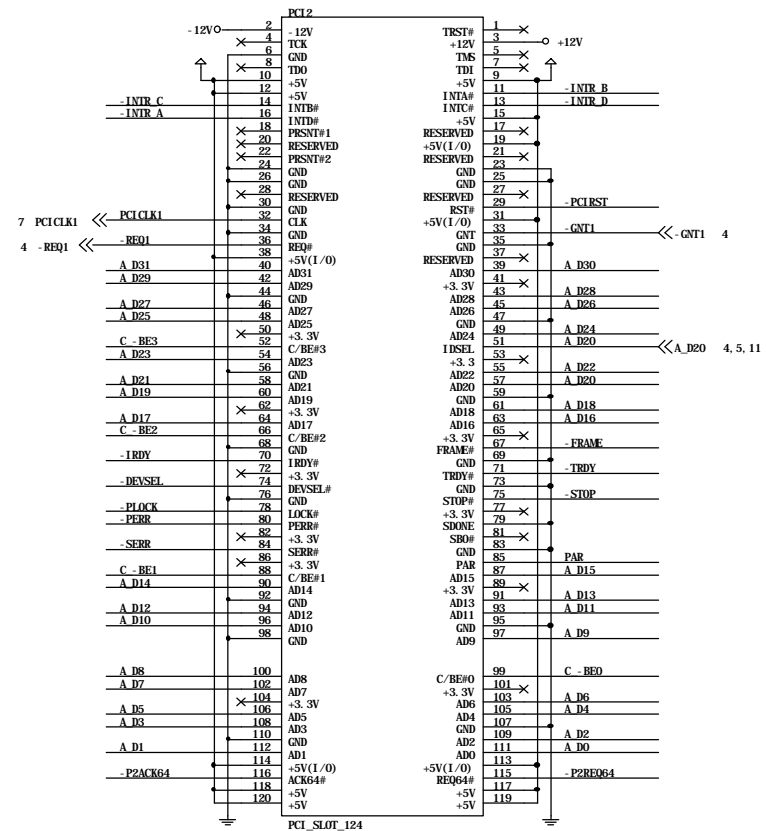 PCI2
-12V 2 -12V TRST# 1
4 TCK +12V 3 +12V
6 GND TMS 5
8 TDO TDI 7
10 +5V +5V 9
12 +5V INTA# 11 -INTR_B
-INTR_C 14 INTB# INTC# 13 -INTR_D
-INTR_A 16 INTD# +5V 15
18 PRSNT#1 RESERVED 17
20 RESERVED +5V(I/O) 19
22 PRSNT#2 RESERVED 21
24 GND GND 23
26 GND GND 25
28 RESERVED RESERVED 27
30 GND RST# 29 -PCIRST
7 PCICLK1 PCICLK1 32 CLK +5V(I/O) 31
34 GND GNT 33 -GNT1 -GNT1 4
4 -REQ1 -REQ1 36 REQ# GND 35
38 +5V(I/O) RESERVED 37
A_D31 40 AD31 AD30 39 A_D30
A_D29 42 AD29 +3.3V 41
44 GND AD28 43 A_D28
A_D27 46 AD27 AD26 45 A_D26
A_D25 48 AD25 GND 47
50 +3.3V AD24 49 A_D24
C_-BE3 52 C/BE#3 IDSEL 51 A_D20 A_D20 4,5,11
A_D23 54 AD23 +3.3 53
56 GND AD22 55 A_D22
A_D21 58 AD21 AD20 57 A_D20
A_D19 60 AD19 GND 59
62 +3.3V AD18 61 A_D18
A_D17 64 AD17 AD16 63 A_D16
C_-BE2 66 C/BE#2 +3.3V 65
68 GND FRAME# 67 -FRAME
-IRDY 70 IRDY# GND 69
72 +3.3V TRDY# 71 -TRDY
-DEVSEL 74 DEVSEL# GND 73
76 GND STOP# 75 -STOP
-PLOCK 78 LOCK# +3.3V 77
-PERR 80 PERR# SDONE 79
82 +3.3V SBO# 81
-SERR 84 SERR# GND 83
86 +3.3V PAR 85 PAR
C_-BE1 88 C/BE#1 AD15 87 A_D15
A_D14 90 AD14 +3.3V 89
92 GND AD13 91 A_D13
A_D12 94 AD12 AD11 93 A_D11
A_D10 96 AD10 GND 95
98 GND AD9 97 A_D9
A_D8 100 AD8 C/BE#0 99 C_-BE0
A_D7 102 AD7 +3.3V 101
104 +3.3V AD6 103 A_D6
A_D5 106 AD5 AD4 105 A_D4
A_D3 108 AD3 GND 107
110 GND AD2 109 A_D2
A_D1 112 AD1 AD0 111 A_D0
114 +5V(I/O) +5V(I/O) 113
-P2ACK64 116 ACK64# REQ64# 115 -P2REQ64
118 +5V +5V 117
120 +5V +5V 119
PCI_SLOT_124